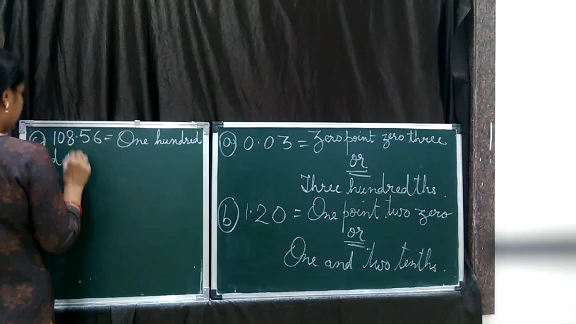 c) 108.56 = One hundred
a) 0.03 = Zero point zero three
or
Three hundredths.
b) 1.20 = One point two zero
or
One and two tenths.